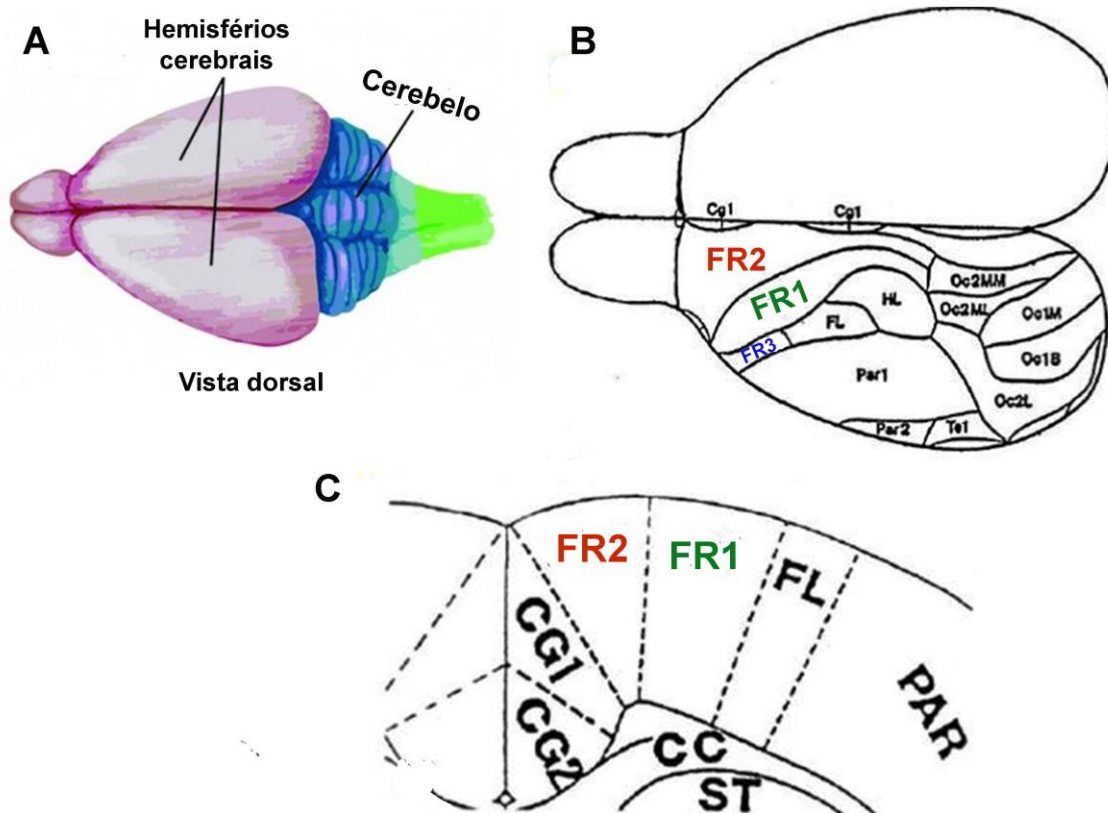 A
Hemisférios
cerebrais
Cerebelo
Vista dorsal
B
Cg1
Cg1
FR2
FR1
FR3
FL
HL
Oc2MM
Oc2ML
Oc1M
Oc1B
Oc2L
Par1
Par2
Te1
C
FR2
FR1
FL
PAR
CG1
CG2
CC
ST